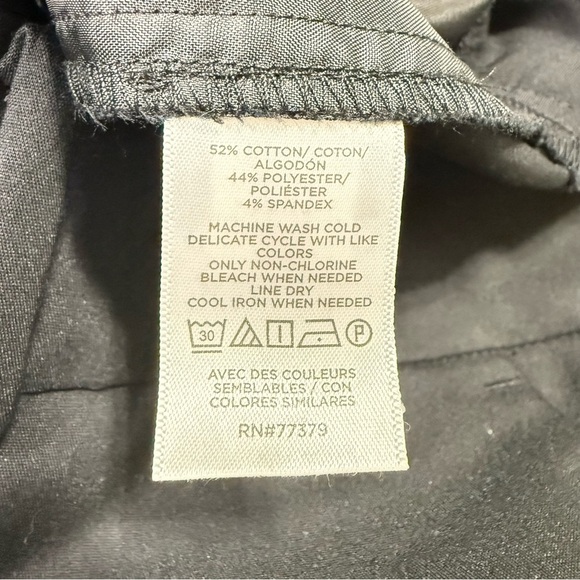 52% COTTON/ COTON/
ALGODÓN
44% POLYESTER/
POLIÉSTER
4% SPANDEX
MACHINE WASH COLD
DELICATE CYCLE WITH LIKE
COLORS
ONLY NON-CHLORINE
BLEACH WHEN NEEDED
LINE DRY
COOL IRON WHEN NEEDED
30 P
AVEC DES COULEURS
SEMBLABLES / CON
COLORES SIMILARES
RN#77379